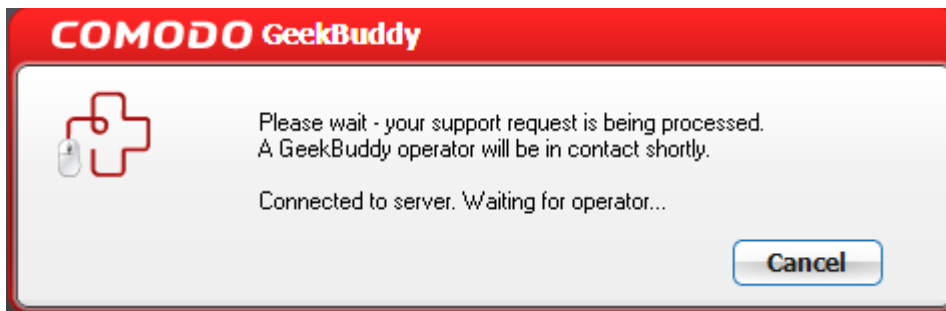 COMODO GeekBuddy
Please wait - your support request is being processed.
A GeekBuddy operator will be in contact shortly.
Connected to server. Waiting for operator...
Cancel